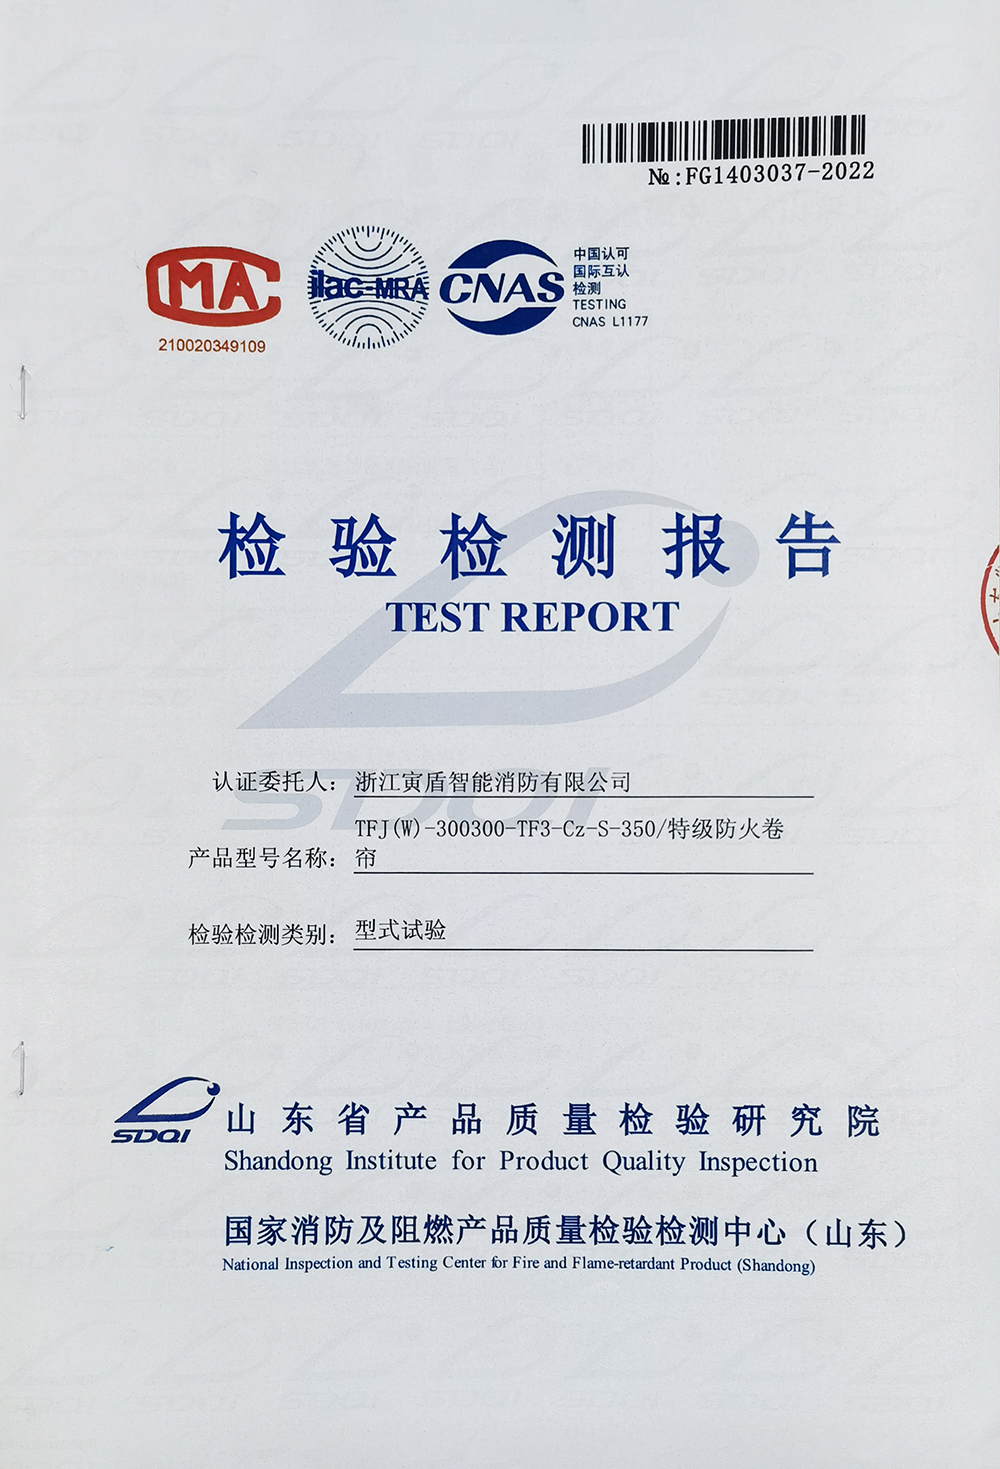 №:FG1403037-2022
CMA
ilac-MRA
CNAS
中国认可
国际互认
检测
TESTING
CNAS L1177
210020349109
检验检测报告
TEST REPORT
认证委托人: 浙江寅盾智能消防有限公司
TFJ(W)-300300-TF3-Cz-S-350/特级防火卷
产品型号名称: 帘
检验检测类别: 型式试验
SDQI
山东省产品质量检验研究院
Shandong Institute for Product Quality Inspection
国家消防及阻燃产品质量检验检测中心（山东）
National Inspection and Testing Center for Fire and Flame-retardant Product (Shandong)